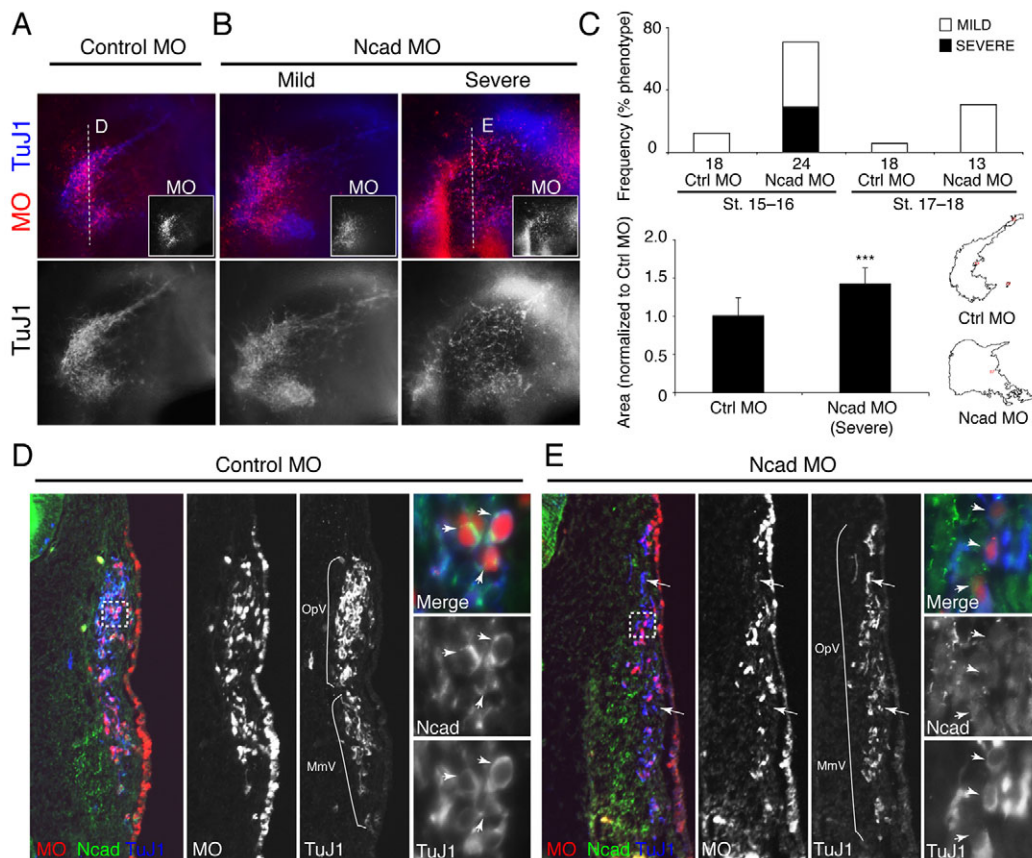 A
Control MO
B
Ncad MO
Mild
Severe
MO TuJ1
D
MO
MO
E
MO
TuJ1
C
Frequency (% phenotype)
80
40
0
MILD
SEVERE
18
24
18
13
Ctrl MO
Ncad MO
Ctrl MO
Ncad MO
St. 15–16
St. 17–18
Area (normalized to Ctrl MO)
2.0
1.5
1.0
0.5
0
***
Ctrl MO
Ncad MO
(Severe)
Ctrl MO
Ncad MO
D
Control MO
OpV
MmV
MO Ncad TuJ1
MO
TuJ1
Merge
Ncad
TuJ1
E
Ncad MO
OpV
MmV
MO Ncad TuJ1
MO
TuJ1
Merge
Ncad
TuJ1